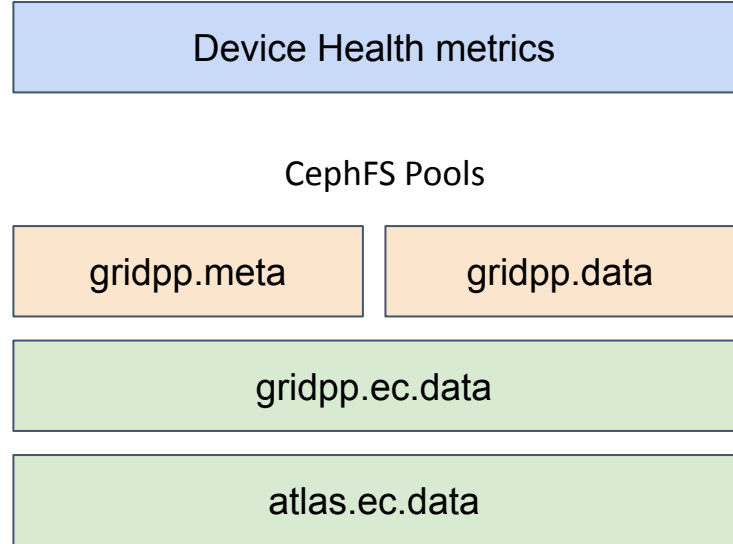 Device Health metrics
CephFS Pools
gridpp.meta
gridpp.data
gridpp.ec.data
atlas.ec.data